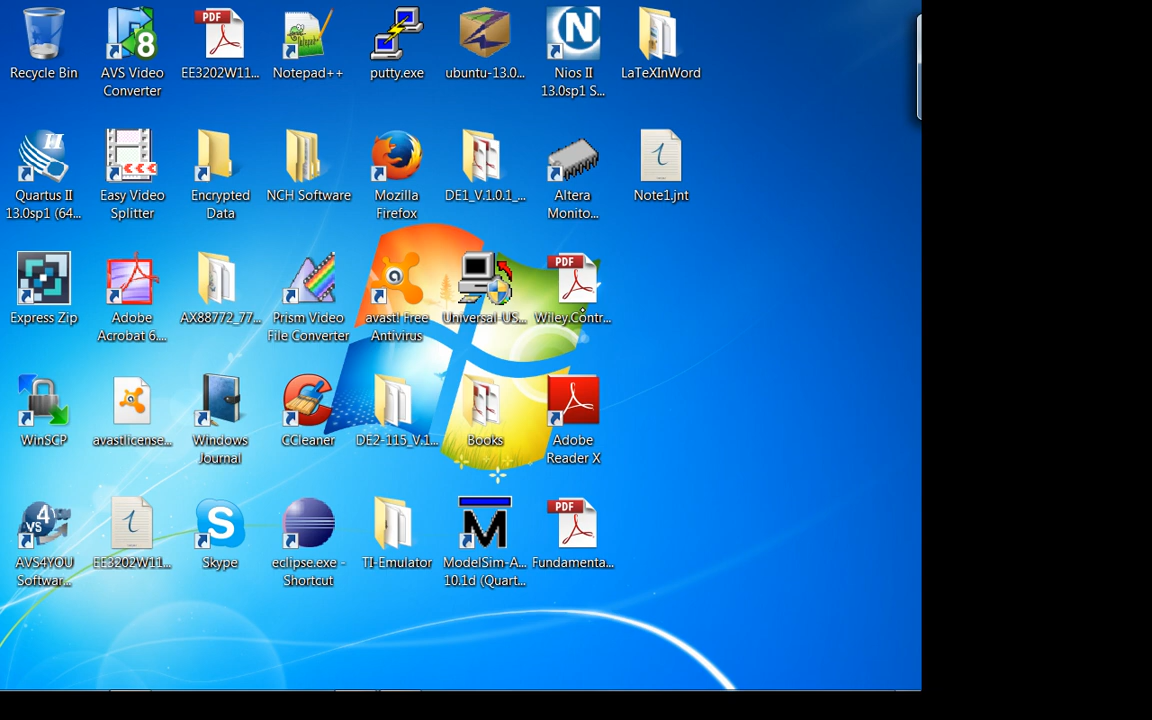 Recycle Bin
AVS Video
Converter
EE3202W11...
Notepad++
putty.exe
ubuntu-13.0...
Nios II
13.0sp1 S...
LaTeXInWord
Quartus II
13.0sp1 (64...
Easy Video
Splitter
Encrypted
Data
NCH Software
Mozilla
Firefox
DE1_V.1.0.1_...
Altera
Monito...
Note1.jnt
Express Zip
Adobe
Acrobat 6....
AX88772_77...
Prism Video
File Converter
avast! Free
Antivirus
Universal-US...
Wiley.Contr...
WinSCP
avastlicense...
Windows
Journal
CCleaner
DE2-115_V.1...
Books
Adobe
Reader X
AVS4YOU
Softwar...
EE3202W11...
Skype
eclipse.exe -
Shortcut
TI-Emulator
ModelSim-A...
10.1d (Quart...
Fundamenta...